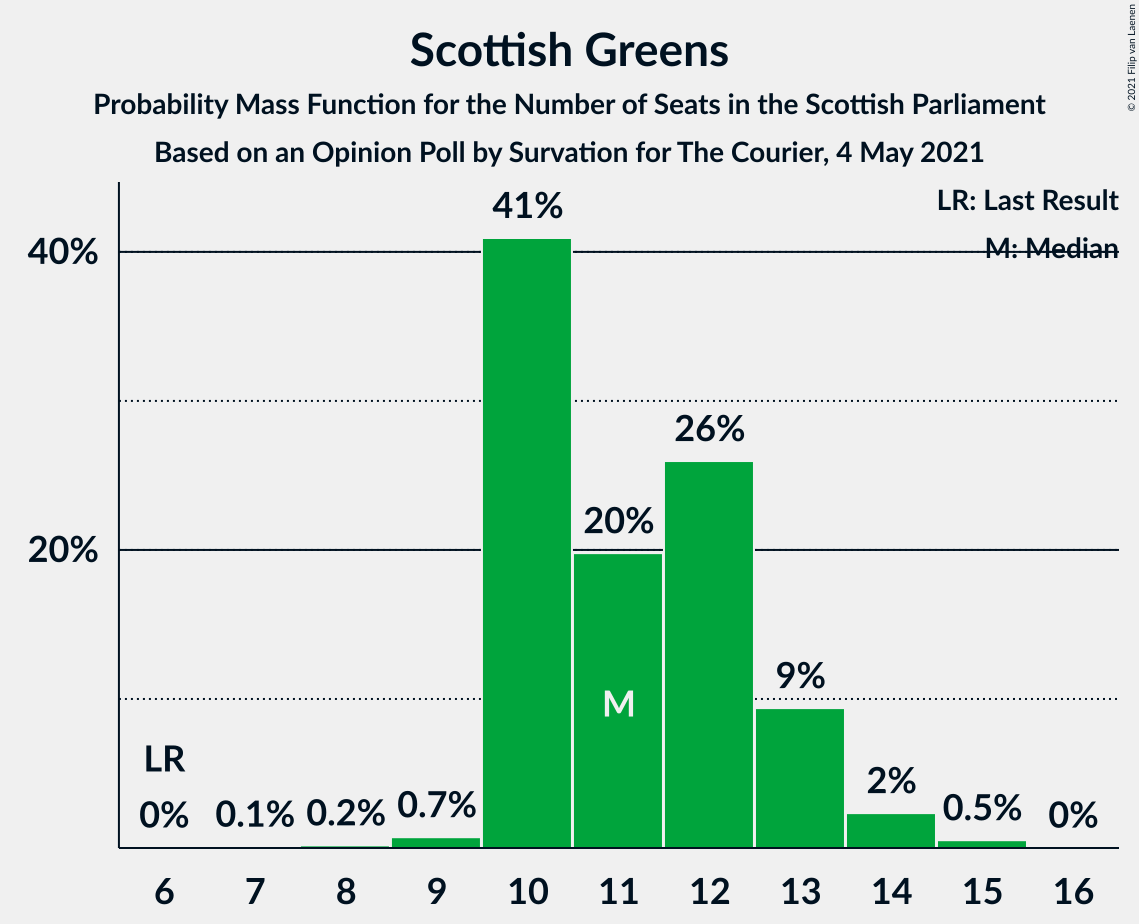 Scottish Greens
Probability Mass Function for the Number of Seats in the Scottish Parliament
Based on an Opinion Poll by Survation for The Courier, 4 May 2021
© 2021 Filip van Laenen
LR: Last Result
M: Median
40%
20%
LR
0%
0.1%
0.2%
0.7%
41%
20%
M
26%
9%
2%
0.5%
0%
6 7 8 9 10 11 12 13 14 15 16